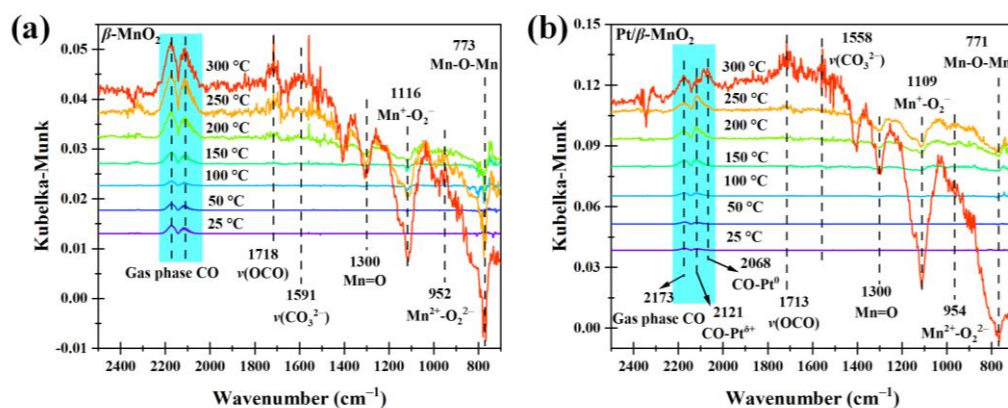 (a)
β-MnO2
773
Mn-O-Mn
300 °C
250 °C
1116
Mn⁺-O₂⁻
200 °C
150 °C
100 °C
50 °C
25 °C
Gas phase CO
1718
ν(OCO)
1591
ν(CO₃²⁻)
1300
Mn=O
952
Mn²⁺-O₂²⁻
Kubelka-Munk
0.05
0.04
0.03
0.02
0.01
0.00
-0.01
2400 2200 2000 1800 1600 1400 1200 1000 800
Wavenumber (cm⁻¹)
(b)
Pt/β-MnO₂
1558
ν(CO₃²⁻)
771
Mn-O-Mn
300 °C
1109
Mn⁺-O₂⁻
250 °C
200 °C
150 °C
100 °C
50 °C
25 °C
2068
CO-Pt⁰
2173
Gas phase CO
2121
CO-Ptᵟ⁺
1713
ν(OCO)
1300
Mn=O
954
Mn²⁺-O₂²⁻
Kubelka-Munk
0.15
0.12
0.09
0.06
0.03
0.00
2400 2200 2000 1800 1600 1400 1200 1000 800
Wavenumber (cm⁻¹)